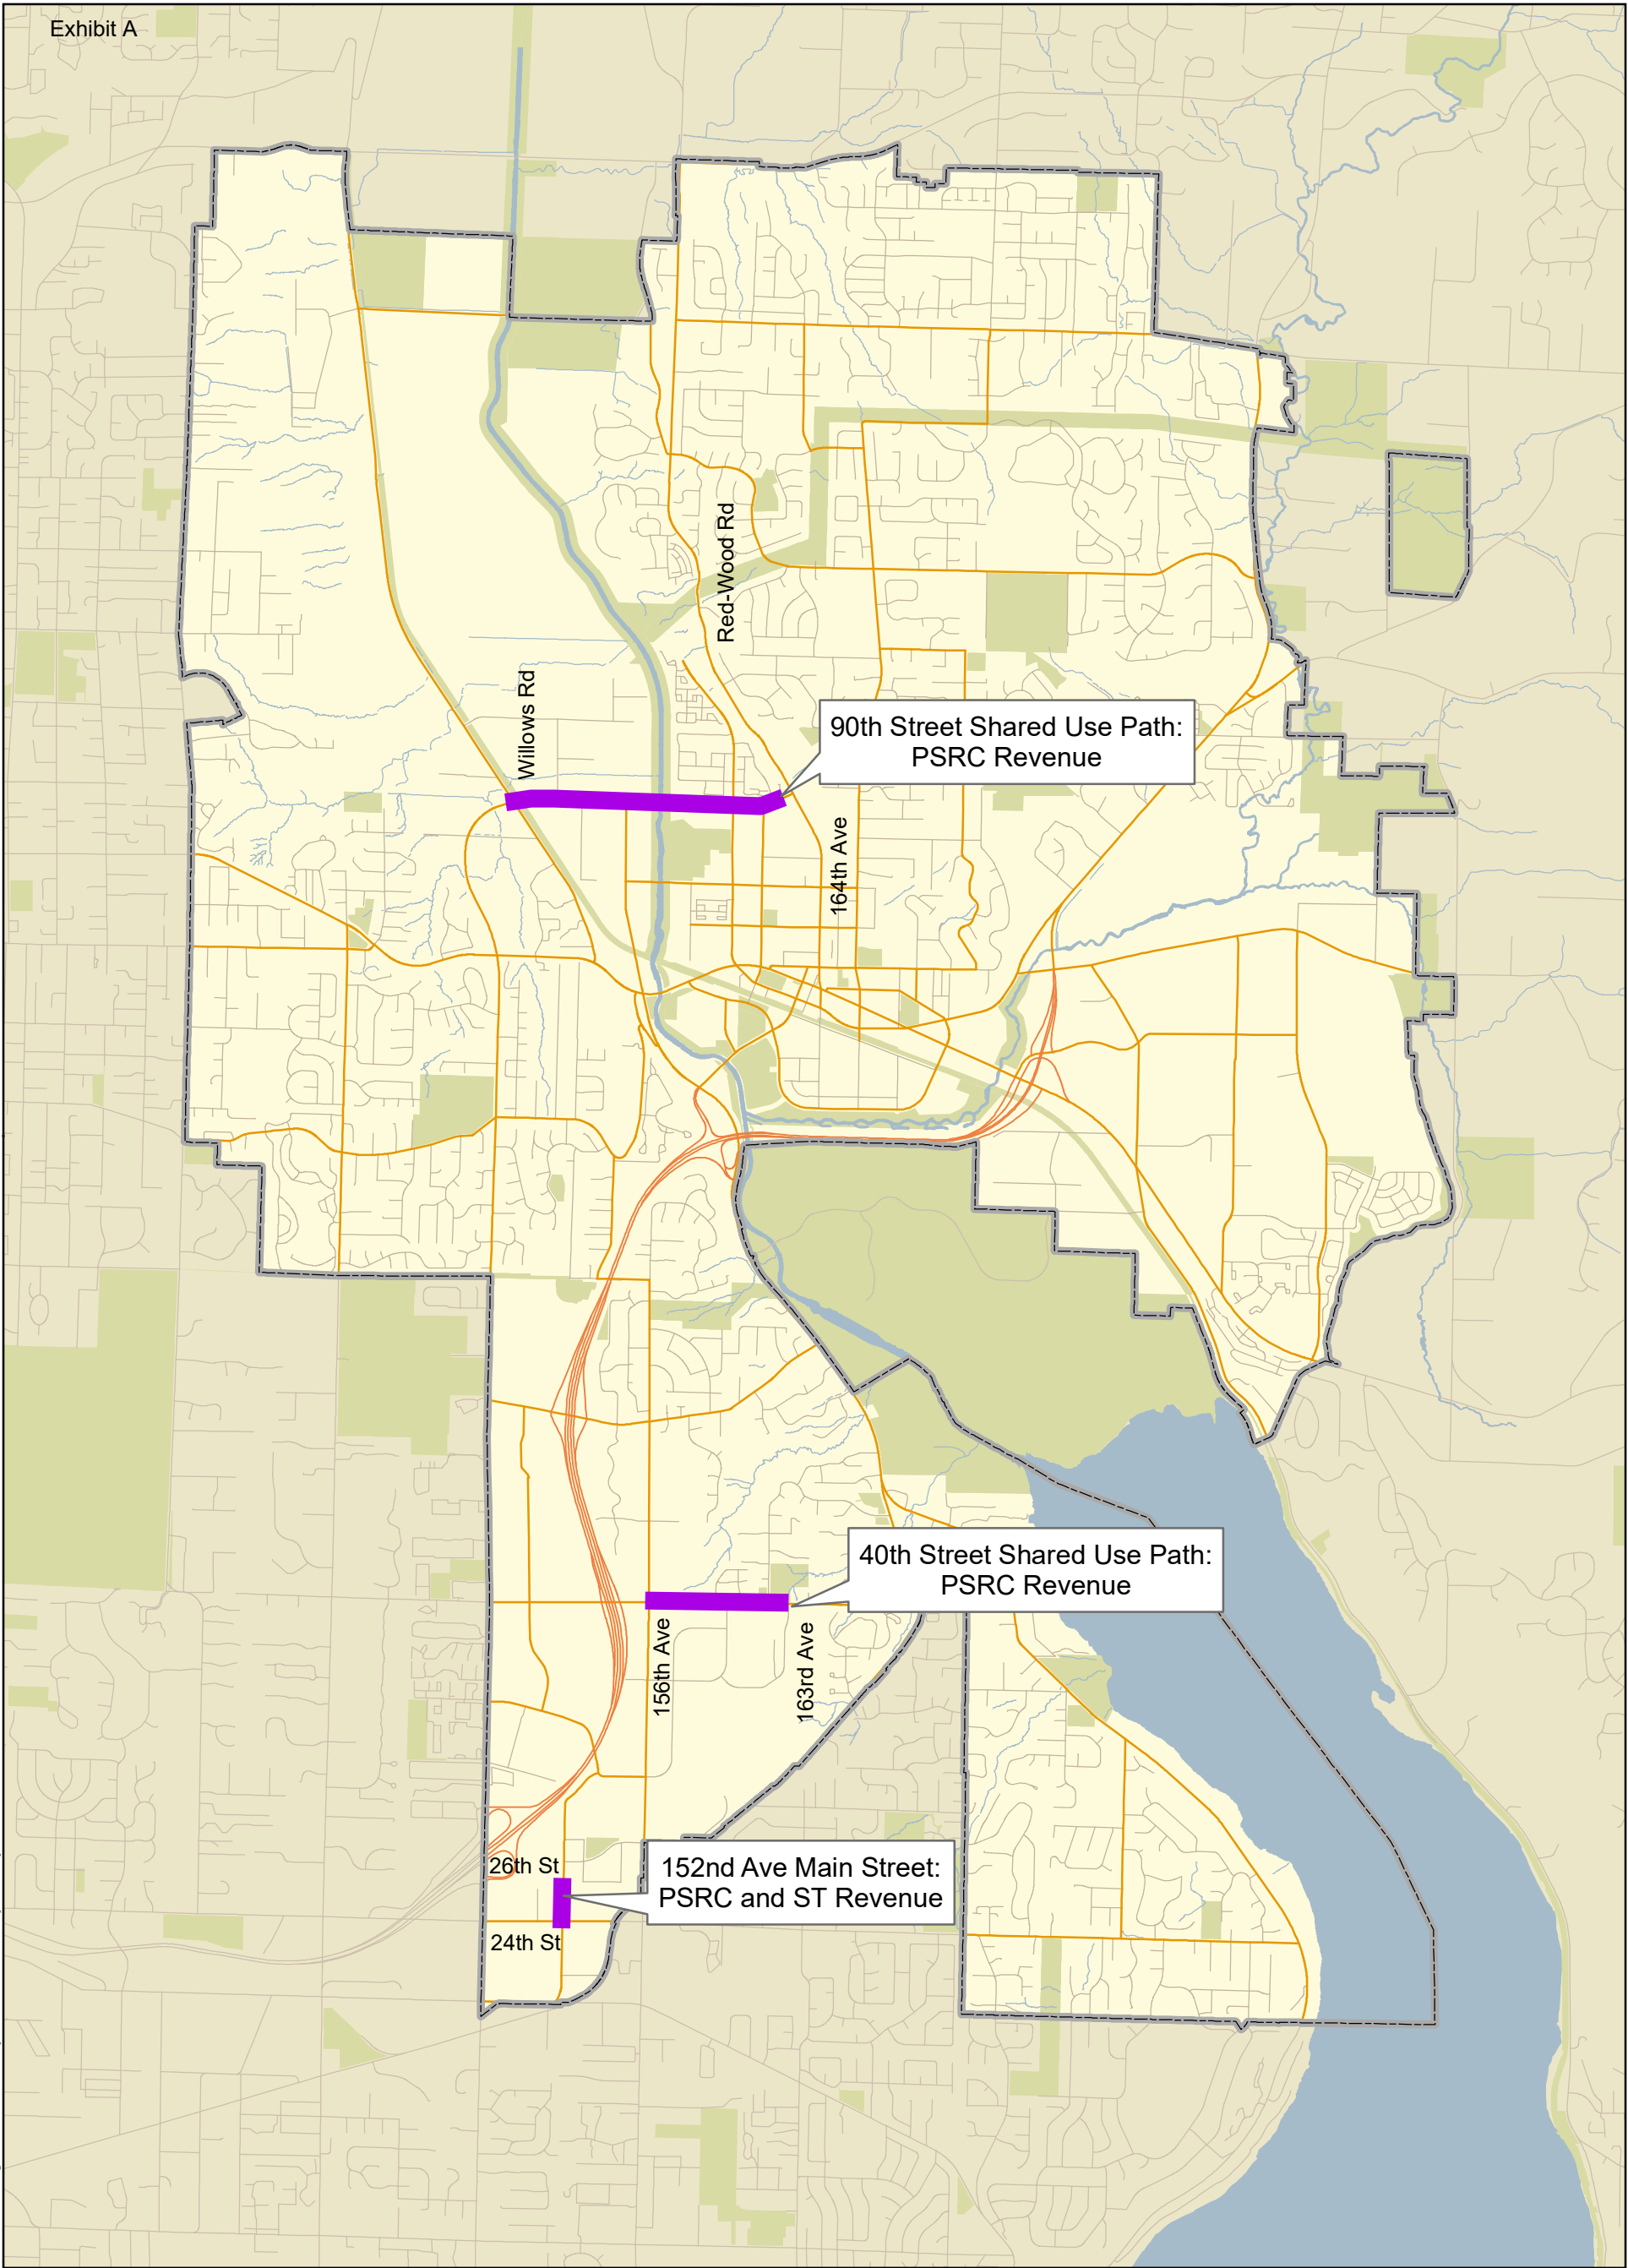 Exhibit A
Red-Wood Rd
Willows Rd
90th Street Shared Use Path:
PSRC Revenue
164th Ave
40th Street Shared Use Path:
PSRC Revenue
156th Ave
163rd Ave
26th St
152nd Ave Main Street:
PSRC and ST Revenue
24th St